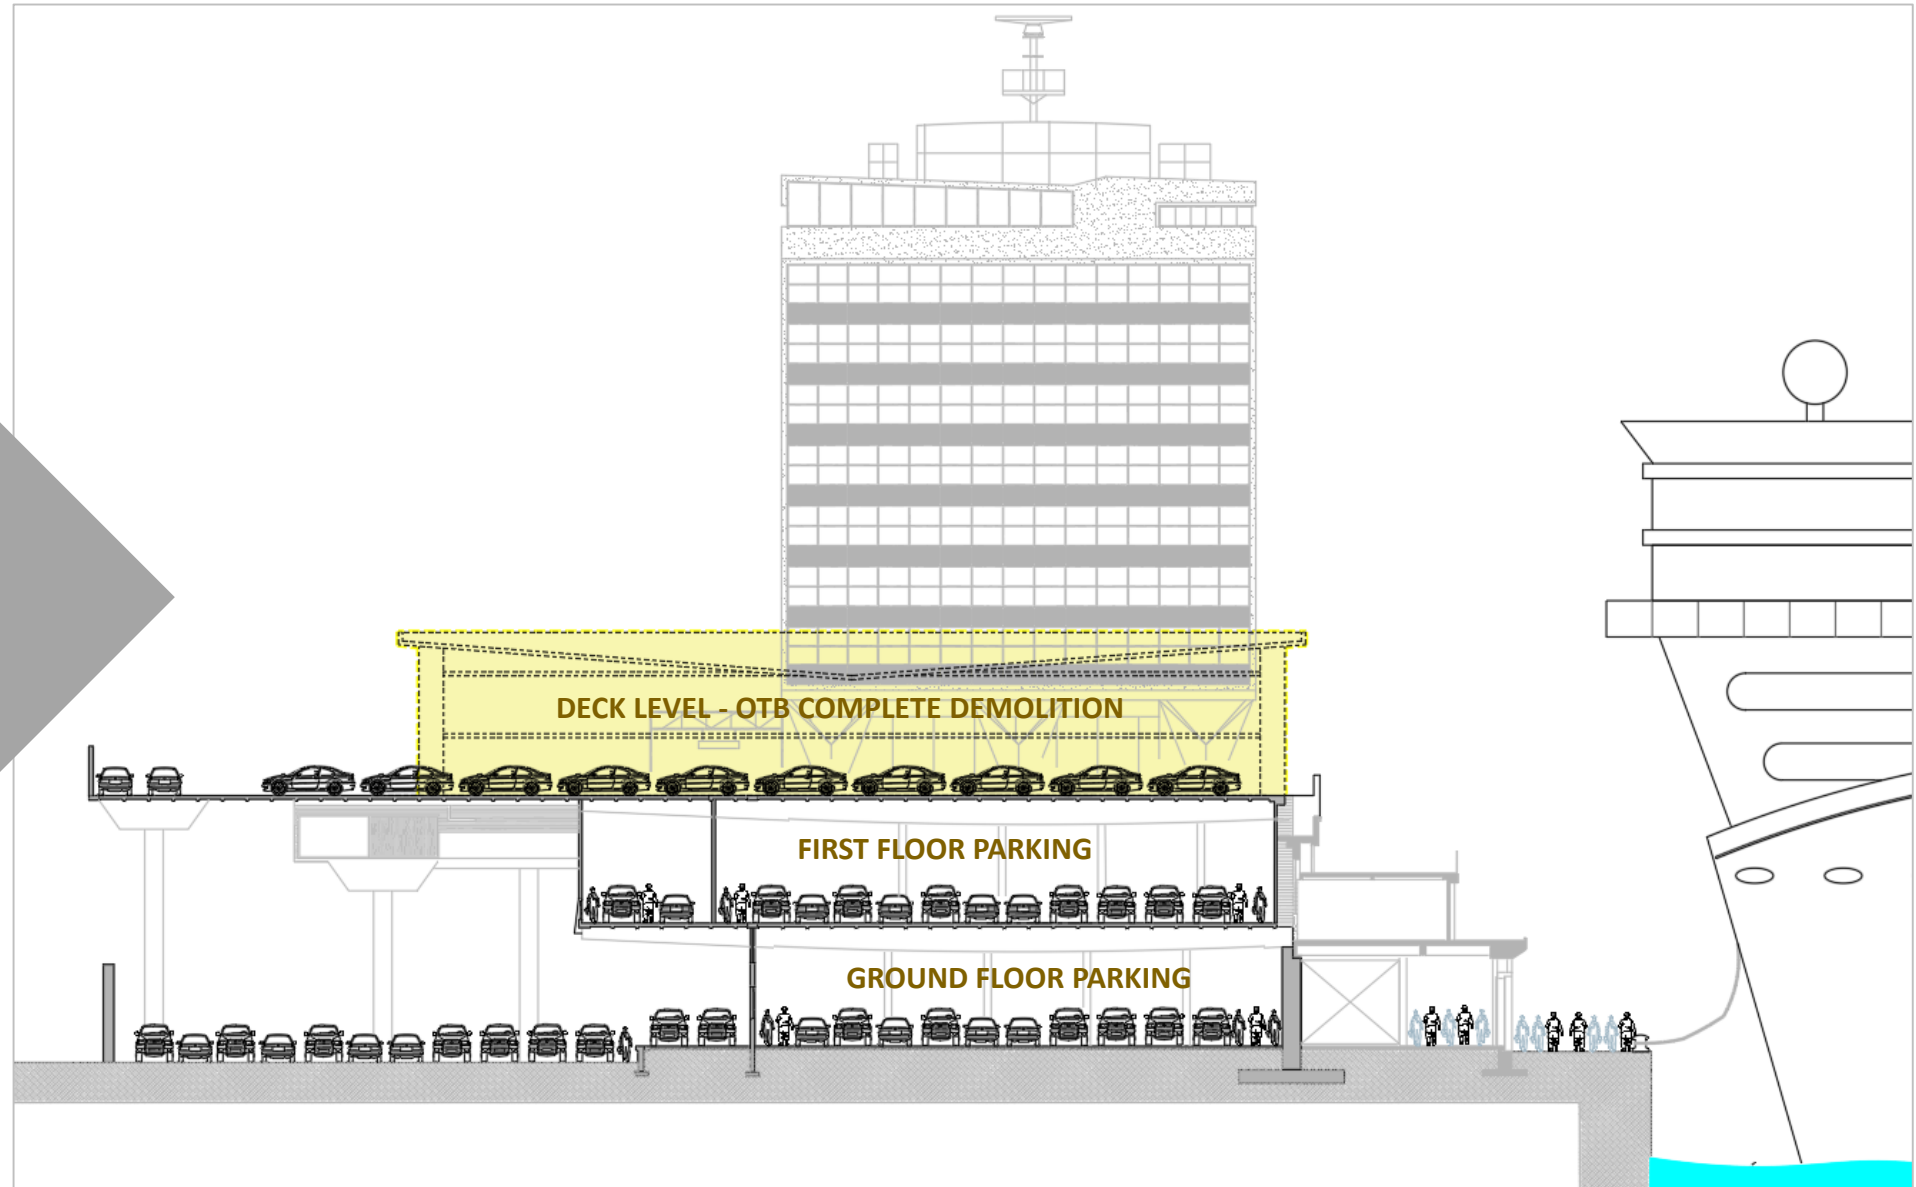 DECK LEVEL - OTB COMPLETE DEMOLITION
FIRST FLOOR PARKING
GROUND FLOOR PARKING